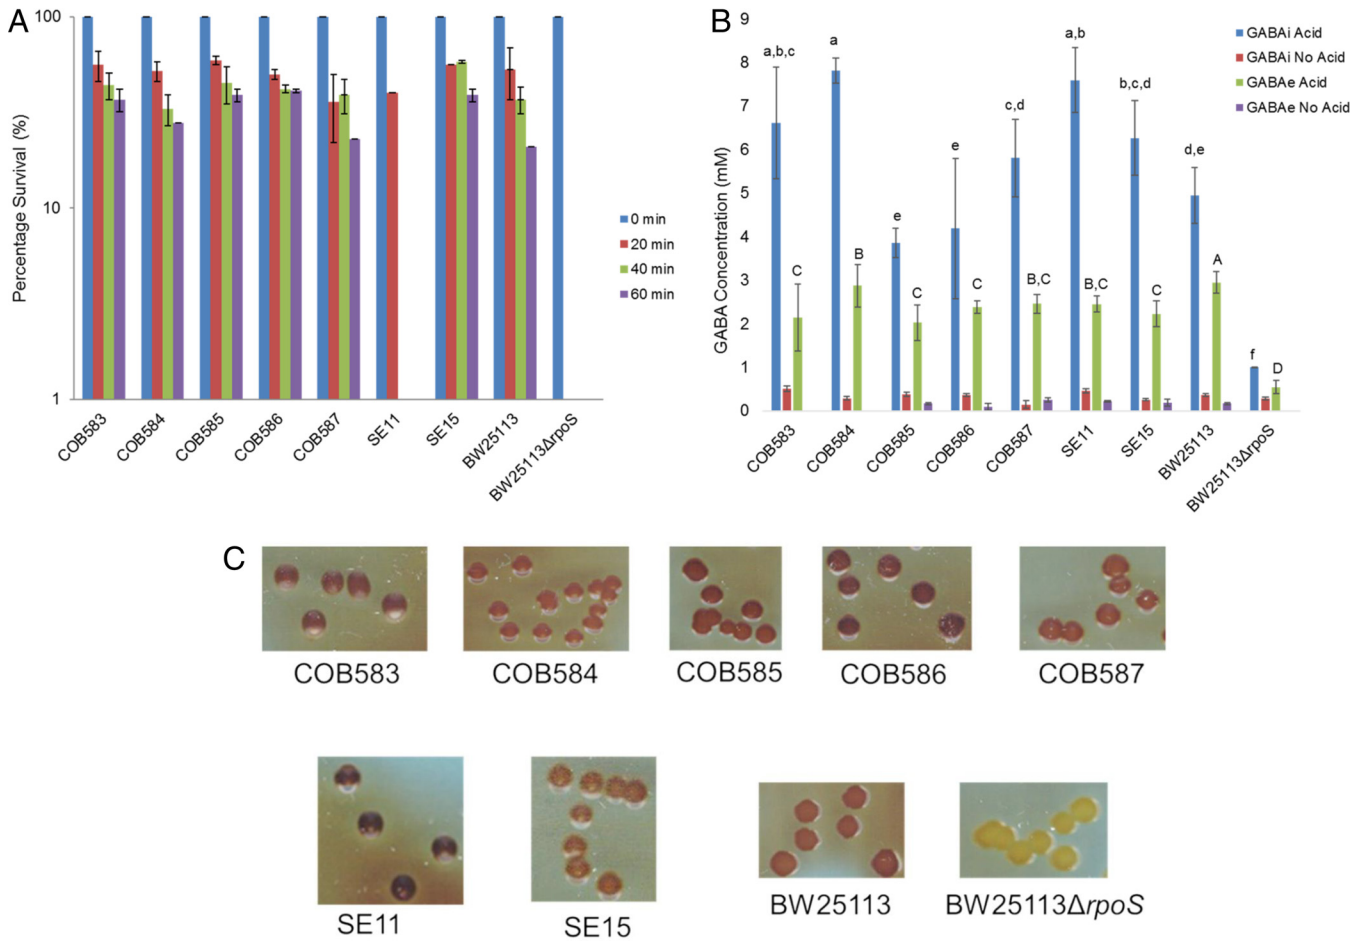 A
Percentage Survival (%)
100
10
1
COB583
COB584
COB585
COB586
COB587
SE11
SE15
BW25113
BW25113ΔrpoS
0 min
20 min
40 min
60 min
B
GABA Concentration (mM)
9
8
7
6
5
4
3
2
1
0
a,b,c
C
a
B
e
C
e
C
c,d
B,C
a,b
B,C
b,c,d
C
d,e
A
f
D
COB583
COB584
COB585
COB586
COB587
SE11
SE15
BW25113
BW25113ΔrpoS
GABAi Acid
GABAi No Acid
GABAe Acid
GABAe No Acid
C
COB583
COB584
COB585
COB586
COB587
SE11
SE15
BW25113
BW25113ΔrpoS